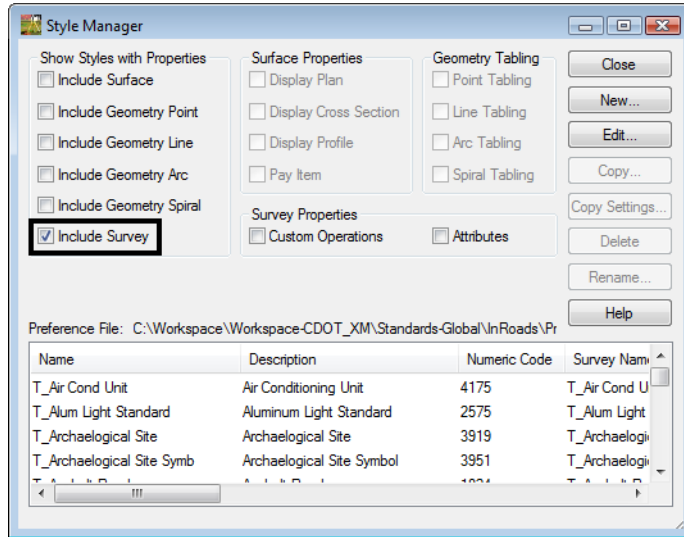 Style Manager
Show Styles with Properties
Include Surface
Include Geometry Point
Include Geometry Line
Include Geometry Arc
Include Geometry Spiral
Include Survey
Surface Properties
Display Plan
Display Cross Section
Display Profile
Pay Item
Geometry Tabling
Point Tabling
Line Tabling
Arc Tabling
Spiral Tabling
Survey Properties
Custom Operations
Attributes
Close
New...
Edit...
Copy...
Copy Settings...
Delete
Rename...
Help
Preference File: C:\Workspace\Workspace-CDOT_XM\Standards-Global\InRoads\Pr
Name Description Numeric Code Survey Nam
T_Air Cond Unit Air Conditioning Unit 4175 T_Air Cond U
T_Alum Light Standard Aluminum Light Standard 2575 T_Alum Light
T_Archaelogical Site Archaelogical Site 3919 T_Archaelogi
T_Archaelogical Site Symb Archaelogical Site Symbol 3951 T_Archaelogi